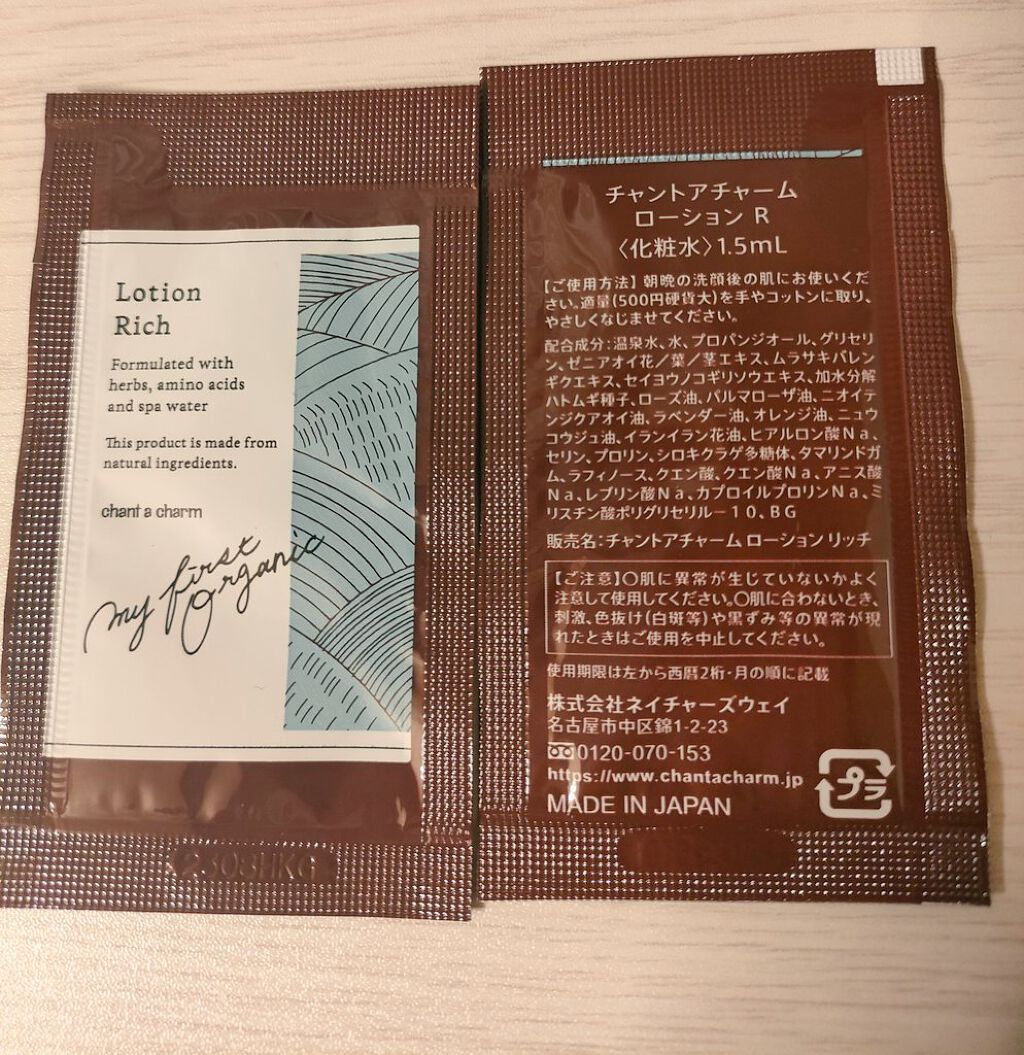 Lotion
Rich
Formulated with
herbs, amino acids
and spa water
This product is made from
natural ingredients.
chant a charm
my first
organic
2303HKG
チャントアチャーム
ローション R
〈化粧水〉1.5mL
【ご使用方法】朝晩の洗顔後の肌にお使いくだ
さい。適量(500円硬貨大)を手やコットンに取り、
やさしくなじませてください。
配合成分:温泉水、水、プロパンジオール、グリセリ
ン、ゼニアオイ花/葉/茎エキス、ムラサキバレン
ギクエキス、セイヨウノコギリソウエキス、加水分解
ハトムギ種子、ローズ油、パルマローザ油、ニオイテ
ンジクアオイ油、ラベンダー油、オレンジ油、ニュウ
コウジュ油、イランイラン花油、ヒアルロン酸Na、
セリン、プロリン、シロキクラゲ多糖体、タマリンドガ
ム、ラフィノース、クエン酸、クエン酸Na、アニス酸
Na、レブリン酸Na、カプロイルプロリンNa、ミ
リスチン酸ポリグリセリル－10、BG
販売名:チャントアチャーム ローション リッチ
【ご注意】〇肌に異常が生じていないかよく
注意して使用してください。〇肌に合わないとき、
刺激、色抜け(白斑等)や黒ずみ等の異常が現
れたときはご使用を中止してください。
使用期限は左から西暦2桁・月の順に記載
株式会社ネイチャーズウェイ
名古屋市中区錦1-2-23
0120-070-153
https://www.chantacharm.jp
MADE IN JAPAN
プラ